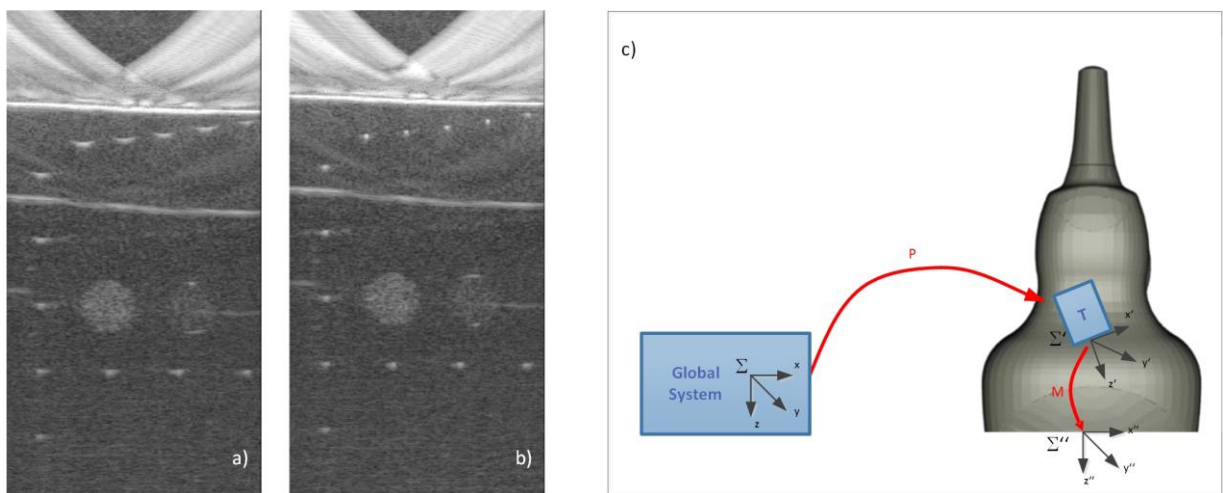 a)
b)
c)
P
T
x'
Σ'
y'
z'
M
Global
System
Σ
x
y
z
Σ''
x''
y''
z''